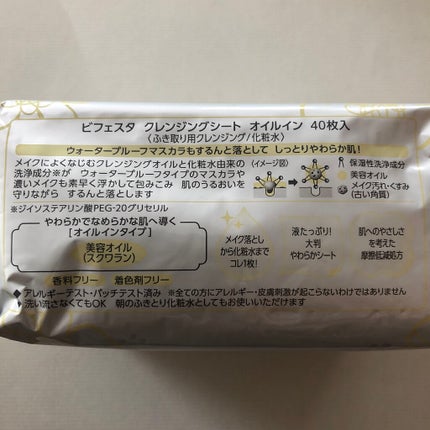 ビフェスタ クレンジングシート オイルイン 40枚入
〈ふき取り用クレンジング/化粧水〉
ウォータープルーフマスカラもするんと落として しっとりやわらか肌!
メイクによくなじむクレンジングオイルと化粧水由来の
洗浄成分※が ウォータープルーフタイプのマスカラや
濃いメイクも素早く浮かして包みこみ 肌のうるおいを
守りながら するんと落とします。
※ジイソステアリン酸PEG-20グリセリル
〈イメージ図〉
保湿性洗浄成分
美容オイル
メイク汚れ・くすみ
(古い角質)
やわらかでなめらかな肌へ導く
[オイルインタイプ]
美容オイル
(スクワラン)
メイク落とし
から化粧水まで
コレ1枚!
液たっぷり!
大判
やわらかシート
肌へのやさしさ
を考えた
摩擦低減処方
香料フリー 着色剤フリー
◆アレルギーテスト・パッチテスト済み ※全ての方にアレルギー・皮膚刺激が起こらないわけではありません
◆洗い流さなくてもOK 朝のふきとり化粧水としてもお使いいただけます